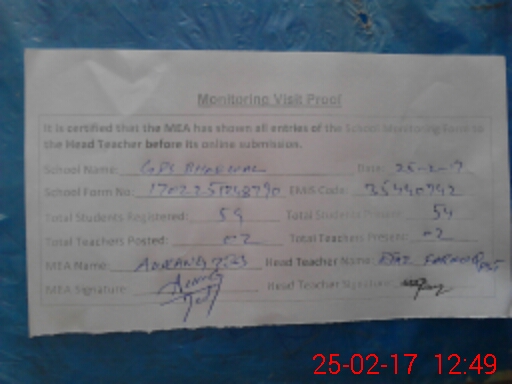 Monitoring Visit Proof
It is certified that the MEA has shown all entries of the School Monitoring Form to
the Head Teacher before its online submission.
School Name: GGPS Date: 25-2-17
School Form No: EMIS Code: 35440742
Total Students Registered: 59 Total Students Present: 54
Total Teachers Posted: 02 Total Teachers Present: 02
MEA Name: Head Teacher Name:
MEA Signature: Head Teacher Signature:
25-02-17 12:49